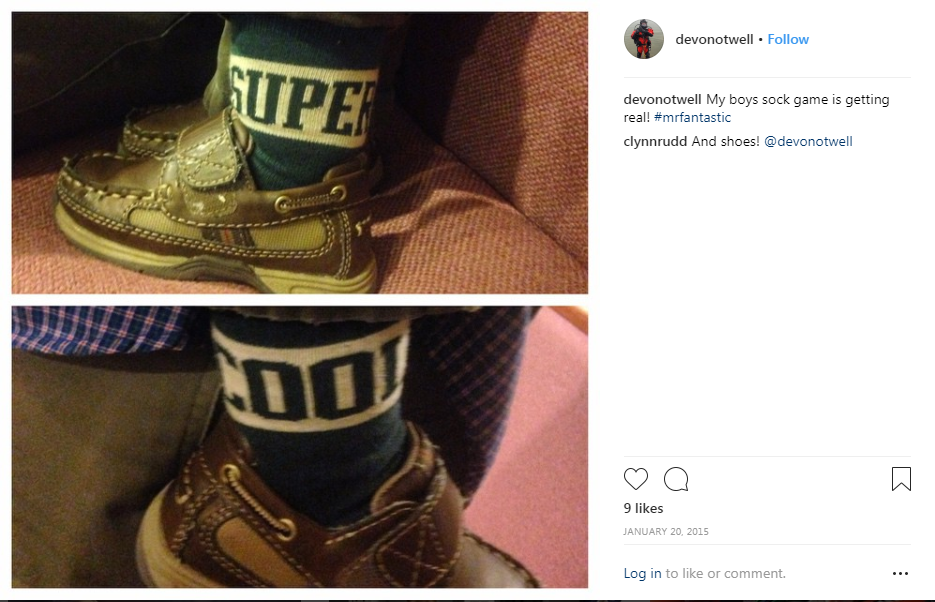 SUPER
COOL
devonotwell • Follow
devonotwell My boys sock game is getting
real! #mrfantastic
clynnrudd And shoes! @devonotwell
9 likes
JANUARY 20, 2015
Log in to like or comment.